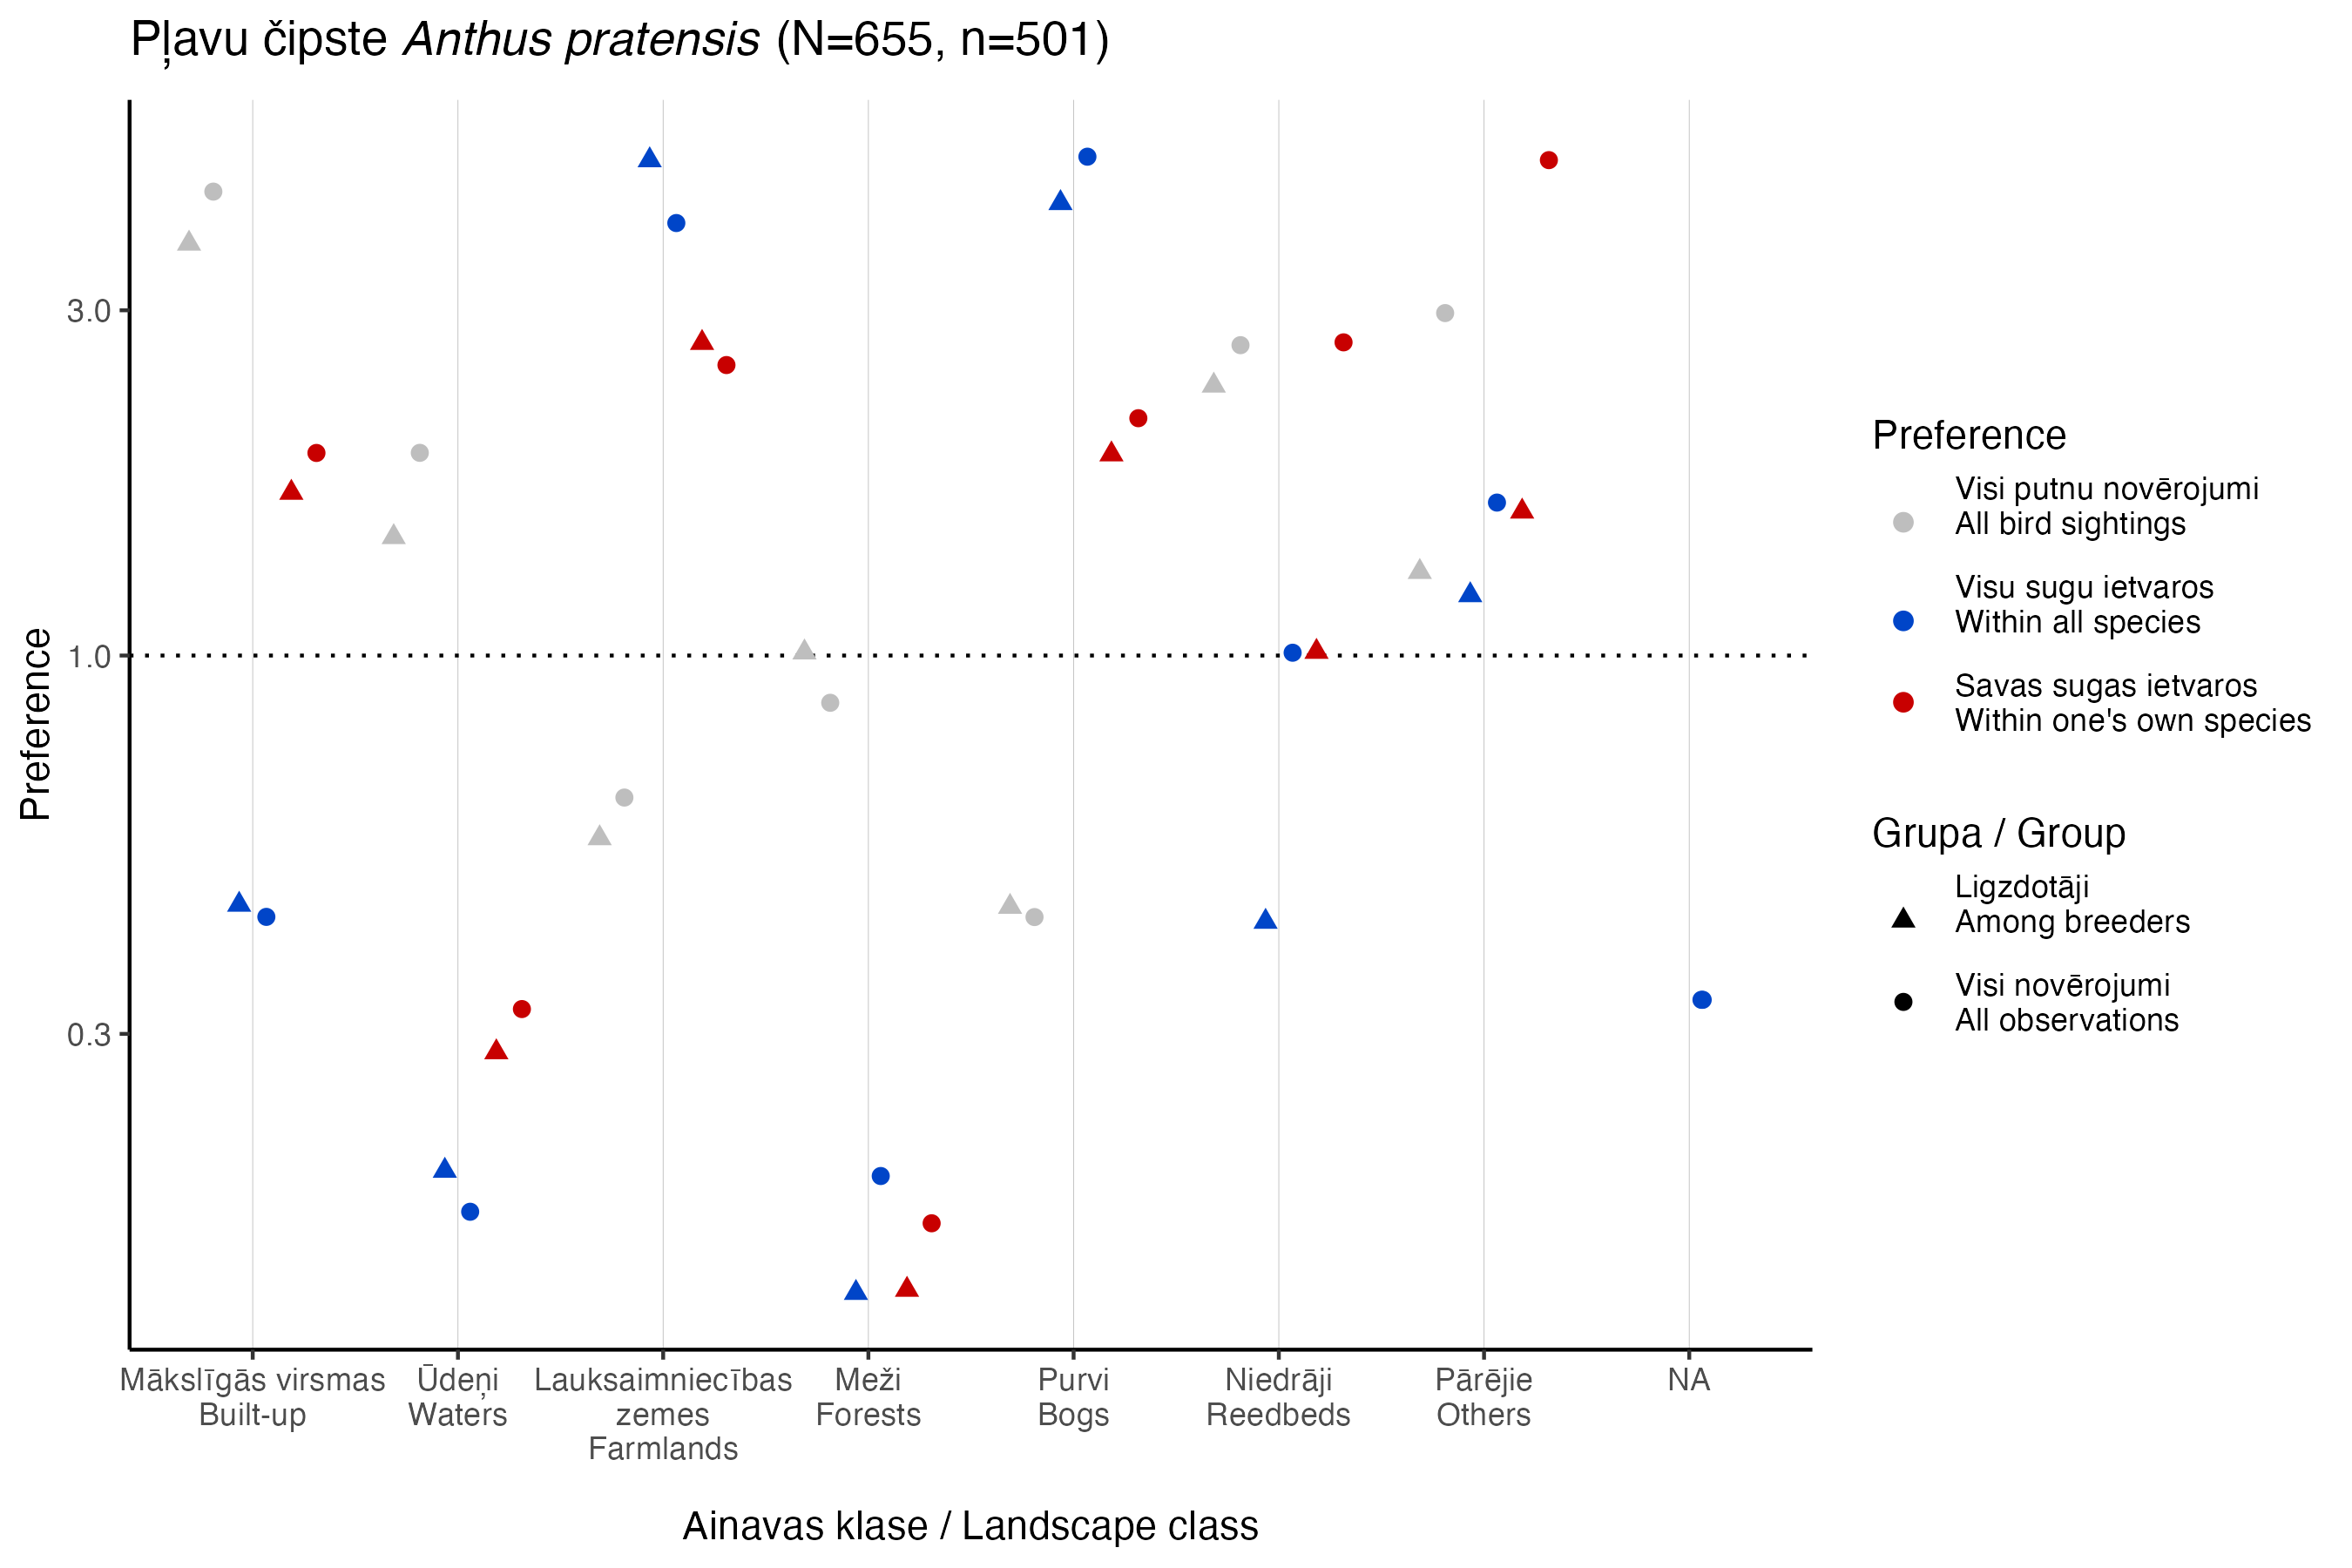 Pļavu čipste Anthus pratensis (N=655, n=501)
Preference
3.0
1.0
0.3
Mākslīgās virsmas
Built-up
Ūdeņi
Waters
Lauksaimniecības
zemes
Farmlands
Meži
Forests
Purvi
Bogs
Niedrāji
Reedbeds
Pārējie
Others
NA
Ainavas klase / Landscape class
Preference
Visi putnu novērojumi
All bird sightings
Visu sugu ietvaros
Within all species
Savas sugas ietvaros
Within one's own species
Grupa / Group
Ligzdotāji
Among breeders
Visi novērojumi
All observations